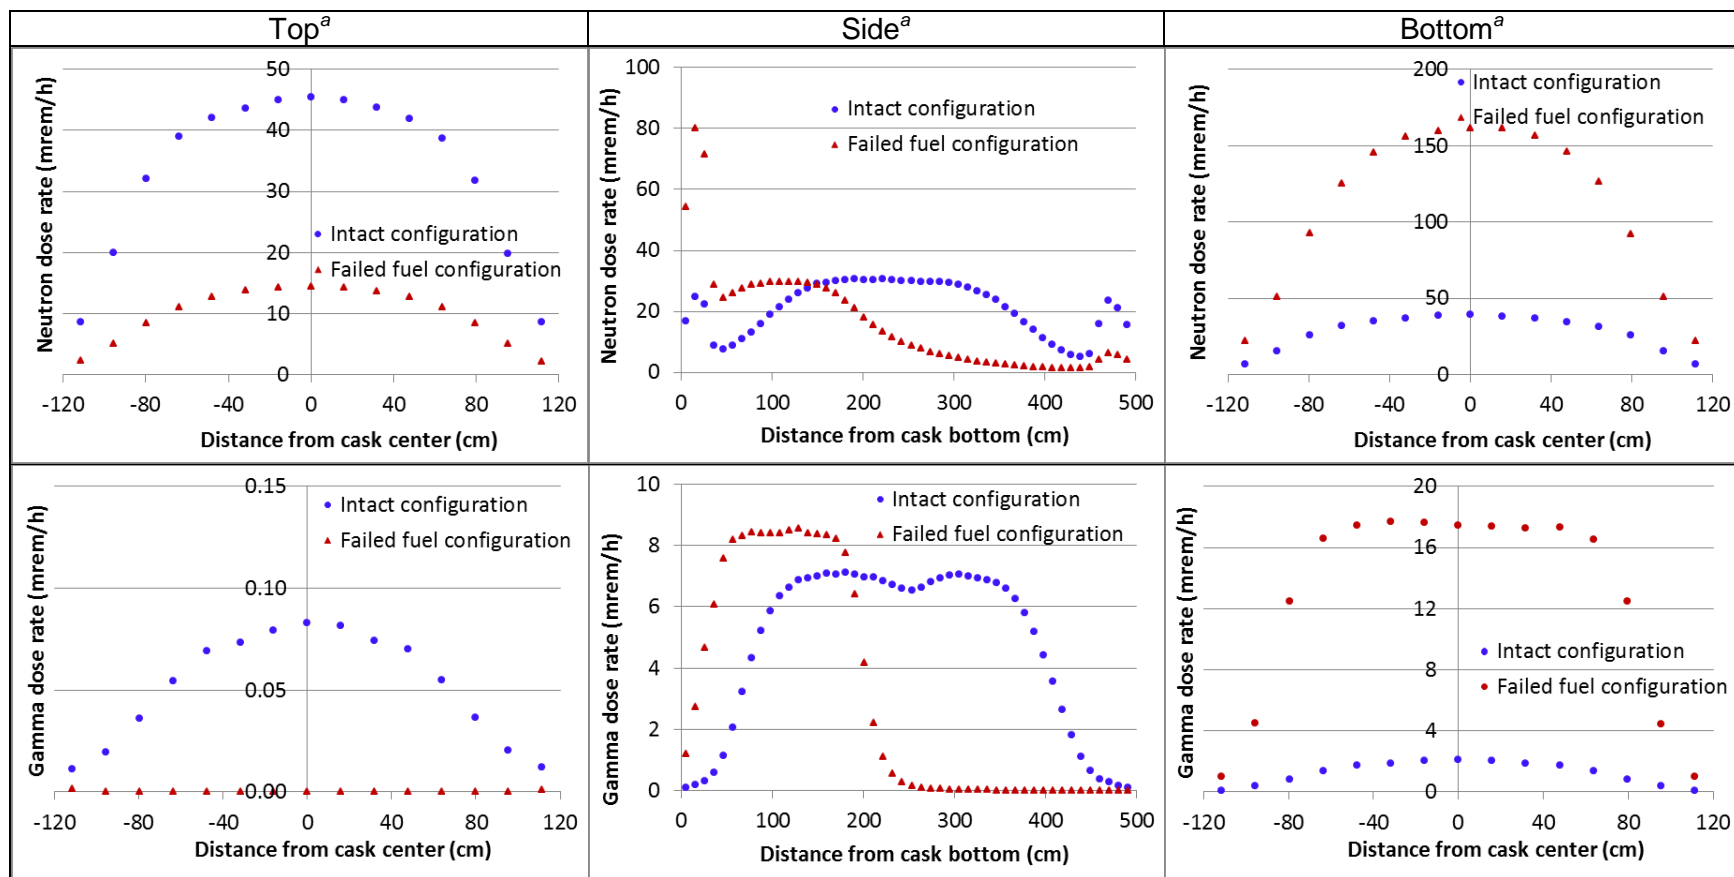 Topᵃ
Sideᵃ
Bottomᵃ
Neutron dose rate (mrem/h)
50
40
30
20
10
0
Intact configuration
Failed fuel configuration
-120 -80 -40 0 40 80 120
Distance from cask center (cm)
Neutron dose rate (mrem/h)
100
80
60
40
20
0
Intact configuration
Failed fuel configuration
0 100 200 300 400 500
Distance from cask bottom (cm)
Neutron dose rate (mrem/h)
200
150
100
50
0
Intact configuration
Failed fuel configuration
-120 -80 -40 0 40 80 120
Distance from cask center (cm)
Gamma dose rate (mrem/h)
0.15
0.10
0.05
0.00
Intact configuration
Failed fuel configuration
-120 -80 -40 0 40 80 120
Distance from cask center (cm)
Gamma dose rate (mrem/h)
10
8
6
4
2
0
Intact configuration
Failed fuel configuration
0 100 200 300 400 500
Distance from cask bottom (cm)
Gamma dose rate (mrem/h)
20
16
12
8
4
0
Intact configuration
Failed fuel configuration
-120 -80 -40 0 40 80 120
Distance from cask center (cm)